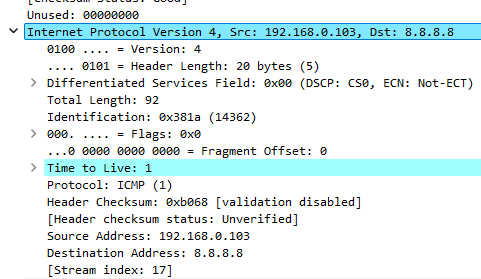 Unused: 00000000
Internet Protocol Version 4, Src: 192.168.0.103, Dst: 8.8.8.8
0100 .... = Version: 4
.... 0101 = Header Length: 20 bytes (5)
Differentiated Services Field: 0x00 (DSCP: CS0, ECN: Not-ECT)
Total Length: 92
Identification: 0x381a (14362)
000. .... = Flags: 0x0
...0 0000 0000 0000 = Fragment Offset: 0
Time to Live: 1
Protocol: ICMP (1)
Header Checksum: 0xb068 [validation disabled]
[Header checksum status: Unverified]
Source Address: 192.168.0.103
Destination Address: 8.8.8.8
[Stream index: 17]